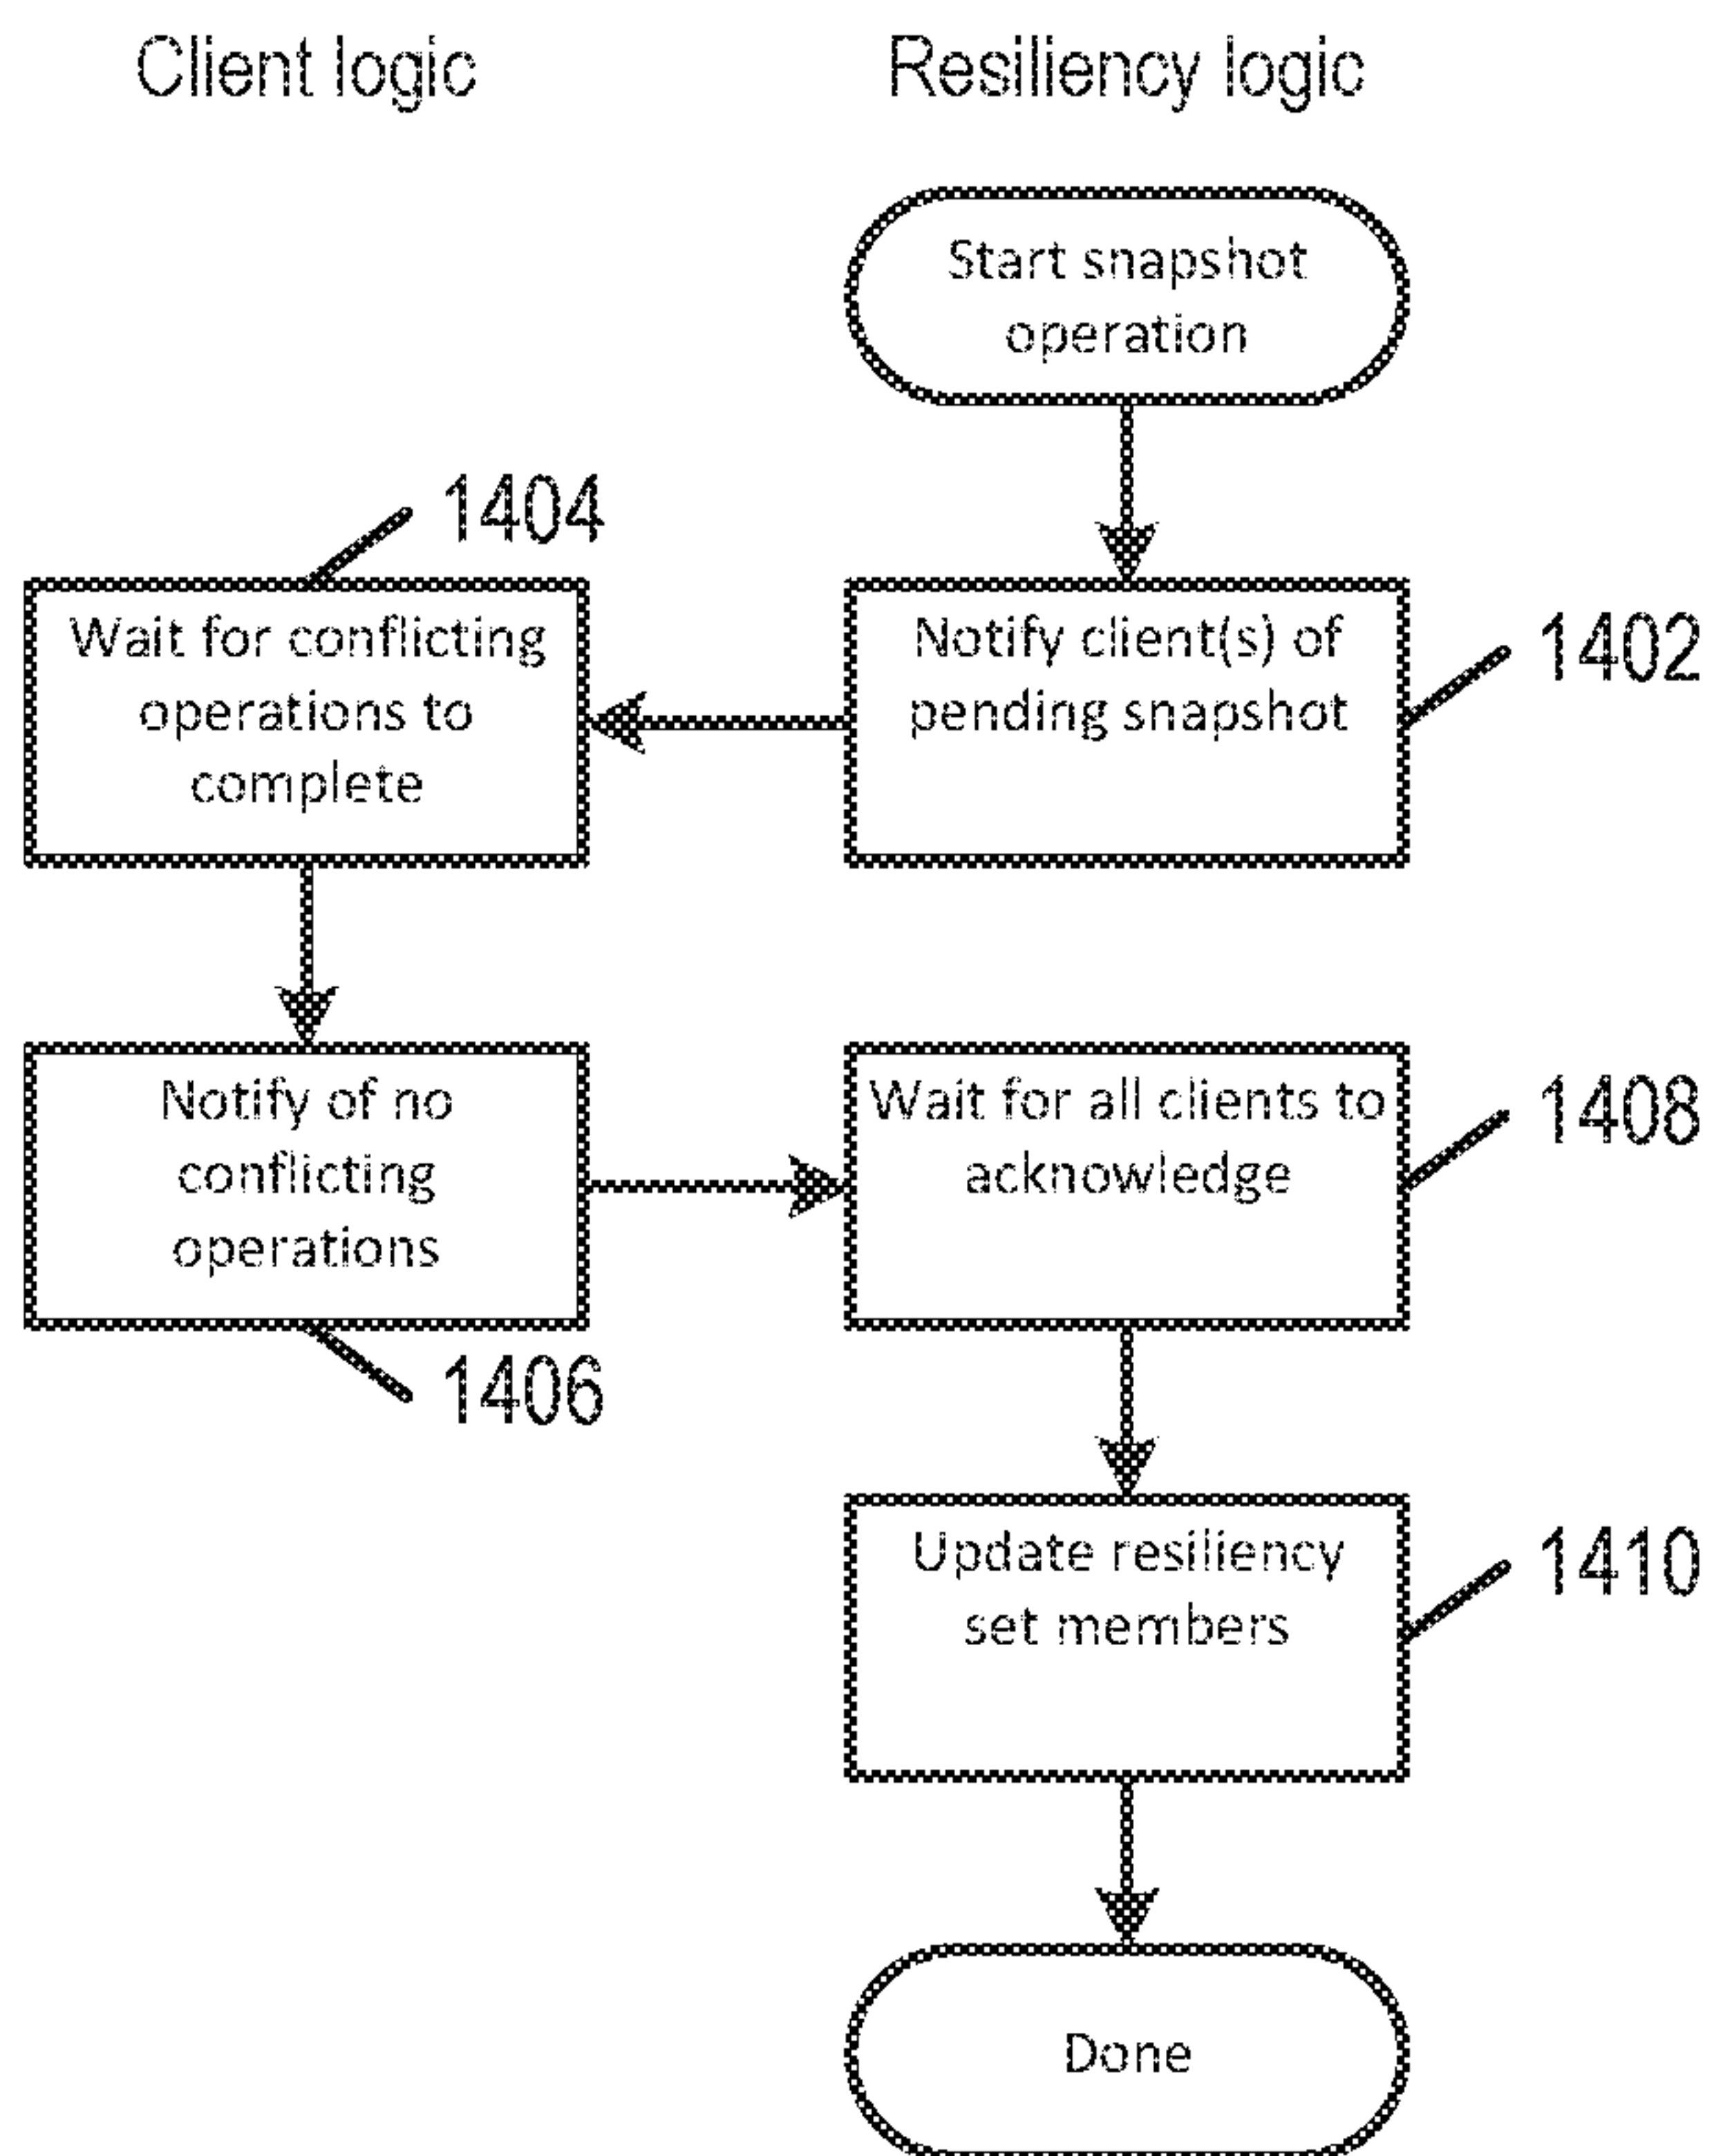 Client logic
Resiliency logic
Start snapshot
operation
1404
Wait for conflicting
operations to
complete
Notify client(s) of
pending snapshot
1402
Notify of no
conflicting
operations
1406
Wait for all clients to
acknowledge
1408
Update resiliency
set members
1410
Done